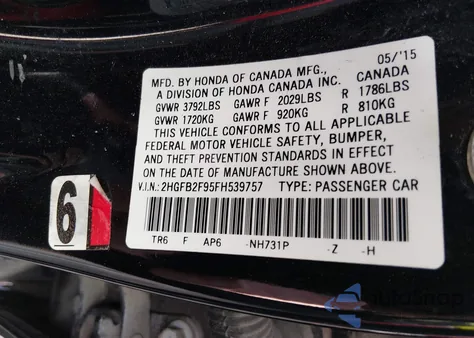 MFD. BY HONDA OF CANADA MFG., 05/'15
A DIVISION OF HONDA CANADA INC. CANADA
GVWR 3792LBS GAWR F 2029LBS R 1786LBS
GVWR 1720KG GAWR F 920KG R 810KG
THIS VEHICLE CONFORMS TO ALL APPLICABLE
FEDERAL MOTOR VEHICLE SAFETY, BUMPER,
AND THEFT PREVENTION STANDARDS IN EFFECT
ON THE DATE OF MANUFACTURE SHOWN ABOVE.
V.I.N. 2HGFB2F95FH539757 TYPE: PASSENGER CAR
TR6 F AP6 -NH731P -Z -H
6
AutoSnap